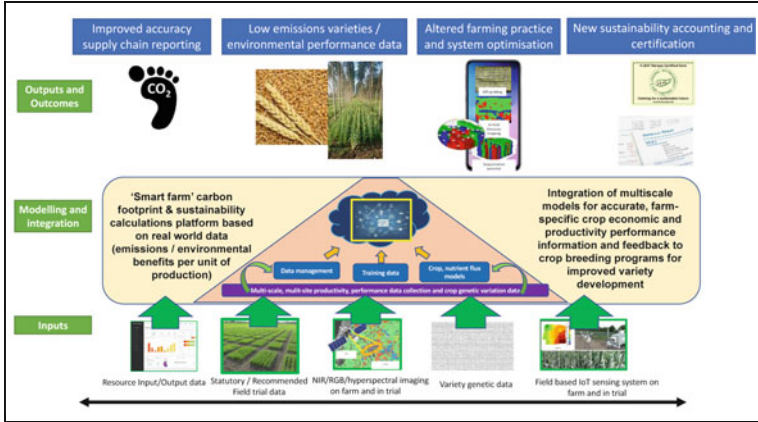 Improved accuracy
supply chain reporting
Low emissions varieties /
environmental performance data
Altered farming practice
and system optimisation
New sustainability accounting and
certification
Outputs and
Outcomes
CO2
Modelling and
integration
'Smart farm' carbon
footprint & sustainability
calculations platform based
on real world data
(emissions / environmental
benefits per unit of
production)
Data management
Training data
Crop, nutrient flux
models
Multi-scale, multi-site productivity, performance data collection and crop genetic variation data
Integration of multiscale
models for accurate, farm-
specific crop economic and
productivity performance
information and feedback to
crop breeding programs for
improved variety
development
Inputs
Resource Input/Output data
Statutory / Recommended
Field trial data
NIR/RGB/hyperspectral imaging
on farm and in trial
Variety genetic data
Field based IoT sensing system on
farm and in trial